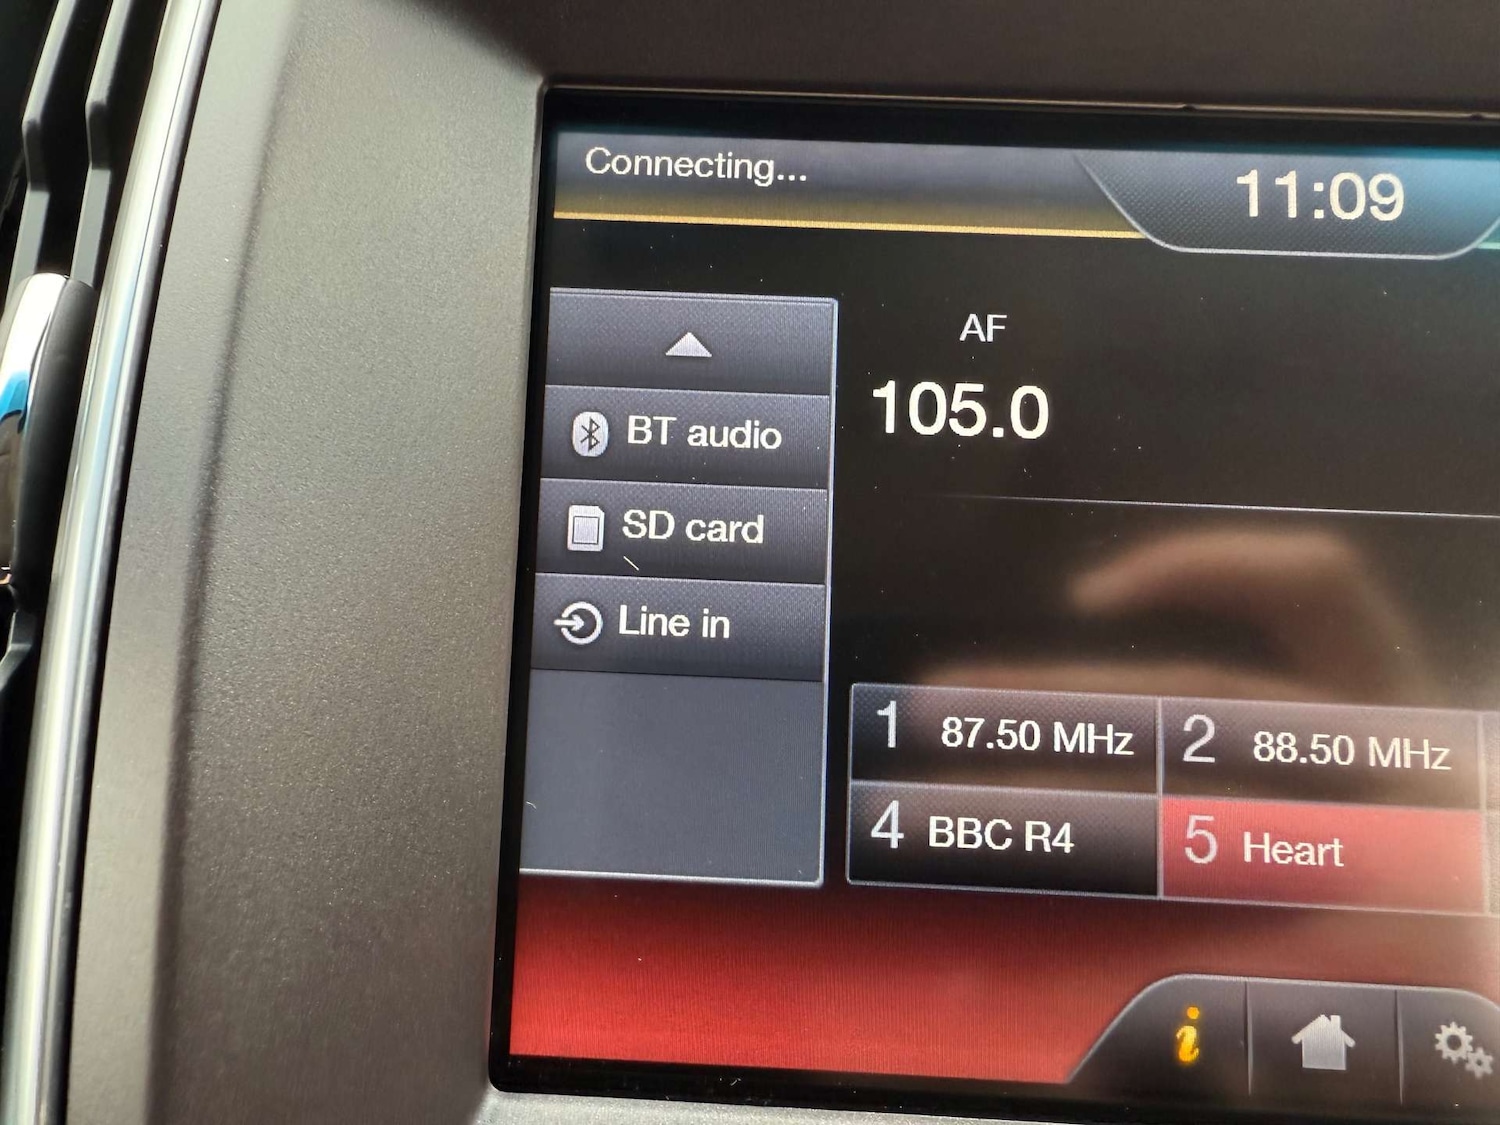 Connecting...
11:09
AF
105.0
BT audio
SD card
Line in
1 87.50 MHz
2 88.50 MHz
4 BBC R4
5 Heart
i